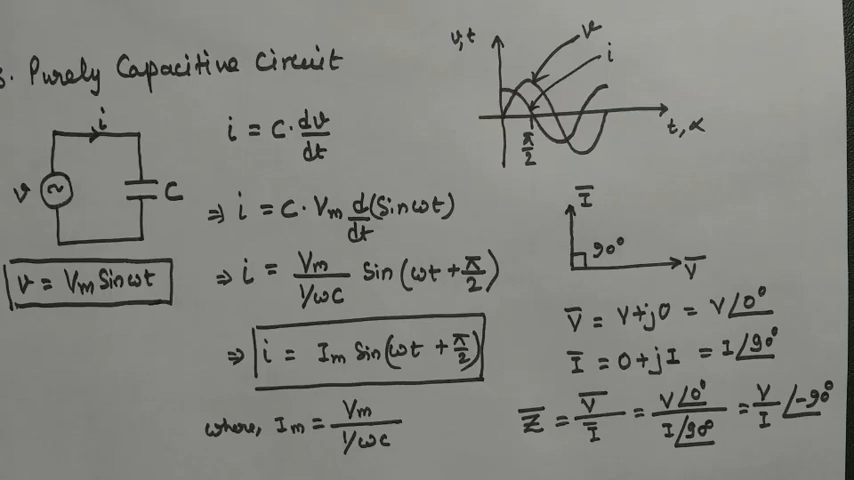 3. Purely Capacitive Circuit
i
v ~ C
v = Vm Sinωt
i = C · dv/dt
⇒ i = C · Vm d/dt (Sinωt)
⇒ i = Vm / 1/ωc Sin (ωt + π/2)
⇒ i = Im Sin (ωt + π/2)
where, Im = Vm / 1/ωc
v, t
v
i
π/2
t, α
I̅
90°
V̅
V̅ = V + j0 = V∠0°
I̅ = 0 + jI = I∠90°
Z̅ = V̅ / I̅ = V∠0° / I∠90° = V/I ∠-90°